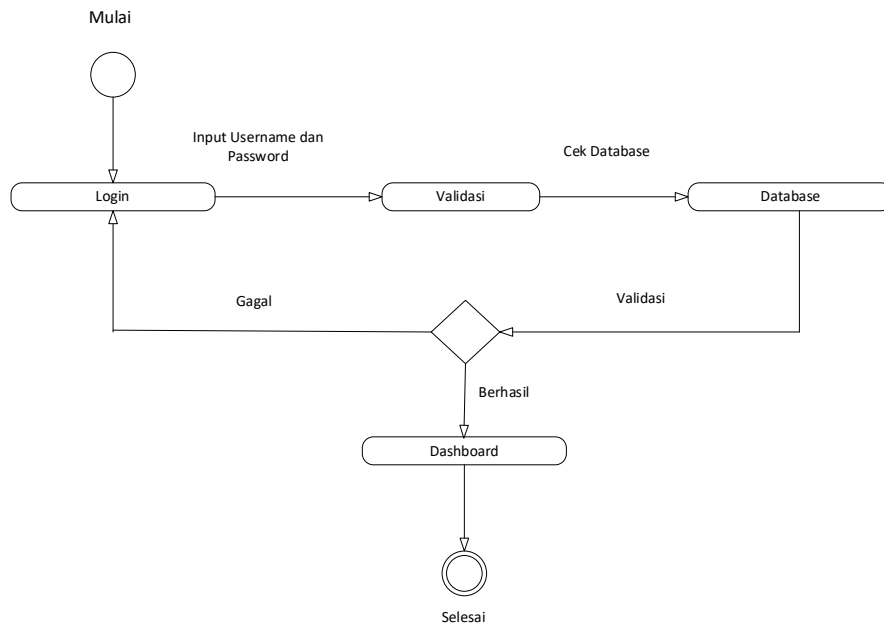 Mulai
Input Username dan
Password
Cek Database
Login
Validasi
Database
Gagal
Validasi
Berhasil
Dashboard
Selesai